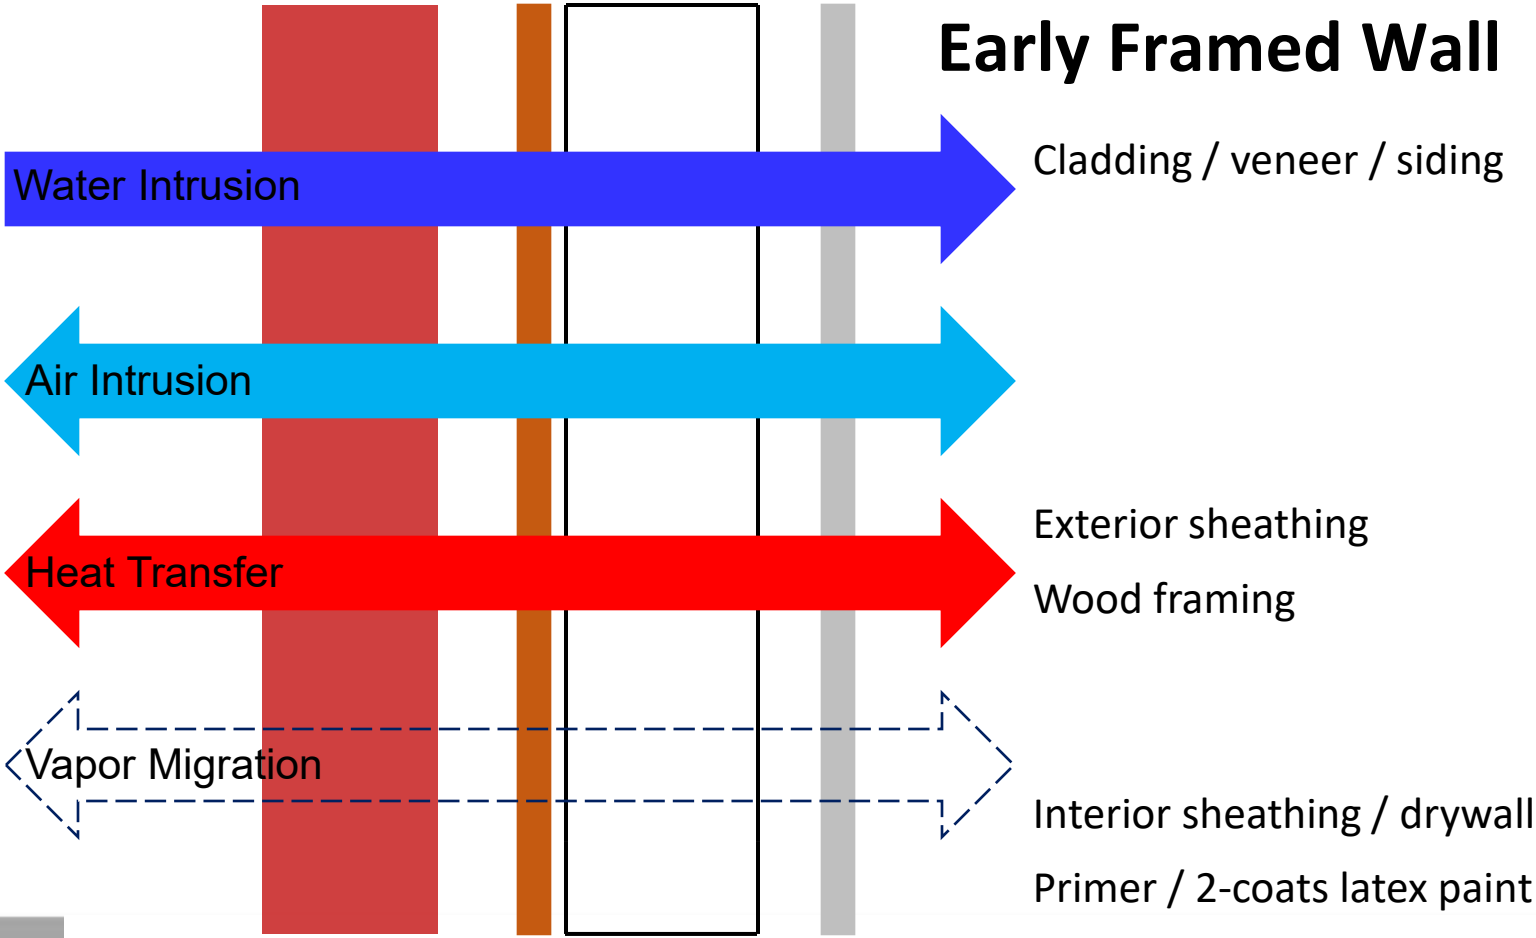 Early Framed Wall
Cladding / veneer / siding
Water Intrusion
Air Intrusion
Exterior sheathing
Heat Transfer
Wood framing
Vapor Migration
Interior sheathing / drywall
Primer / 2-coats latex paint